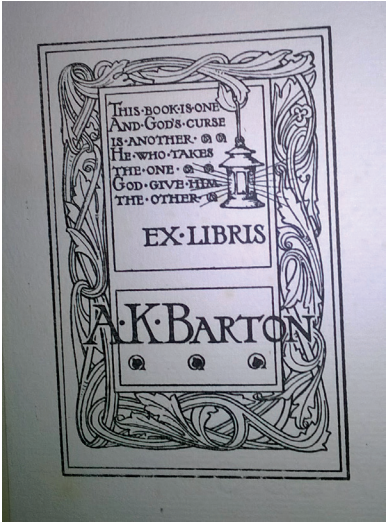 THIS·BOOK·IS·ONE
AND·GOD'S·CURSE
IS·ANOTHER·
HE·WHO·TAKES
THE·ONE·
GOD·GIVE·HIM
THE·OTHER·
EX·LIBRIS
A·K·BARTON